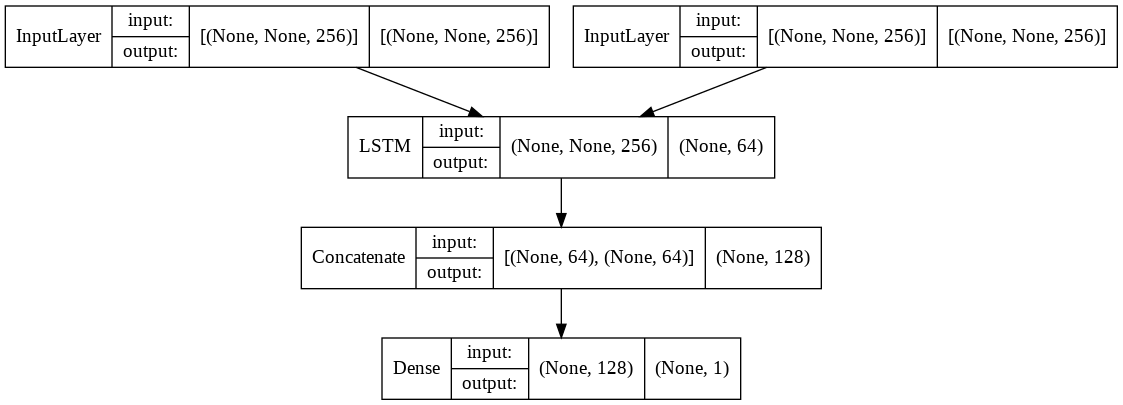 InputLayer input: output: [(None, None, 256)] [(None, None, 256)]
InputLayer input: output: [(None, None, 256)] [(None, None, 256)]
LSTM input: output: (None, None, 256) (None, 64)
Concatenate input: output: [(None, 64), (None, 64)] (None, 128)
Dense input: output: (None, 128) (None, 1)